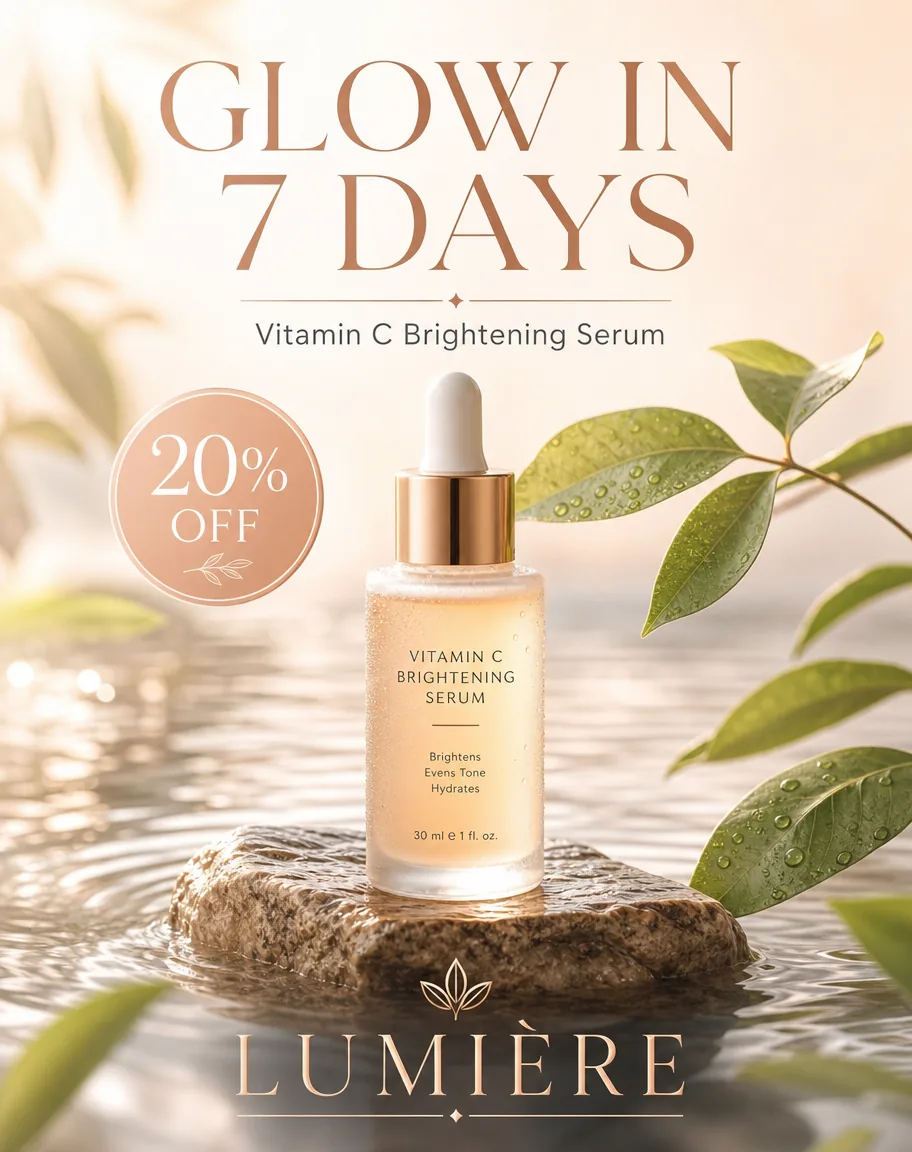 GLOW IN
7 DAYS
Vitamin C Brightening Serum
20%
OFF
VITAMIN C
BRIGHTENING
SERUM
Brightens
Evens Tone
Hydrates
30 ml e 1 fl. oz.
LUMIÈRE